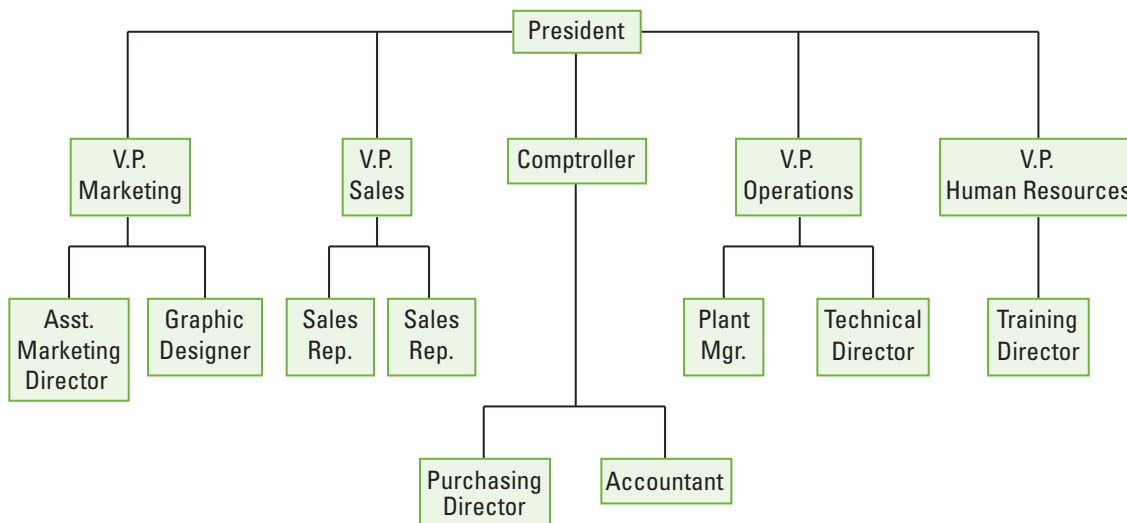 President
V.P.
Marketing
V.P.
Sales
Comptroller
V.P.
Operations
V.P.
Human Resources
Asst.
Marketing
Director
Graphic
Designer
Sales
Rep.
Sales
Rep.
Plant
Mgr.
Technical
Director
Training
Director
Purchasing
Director
Accountant